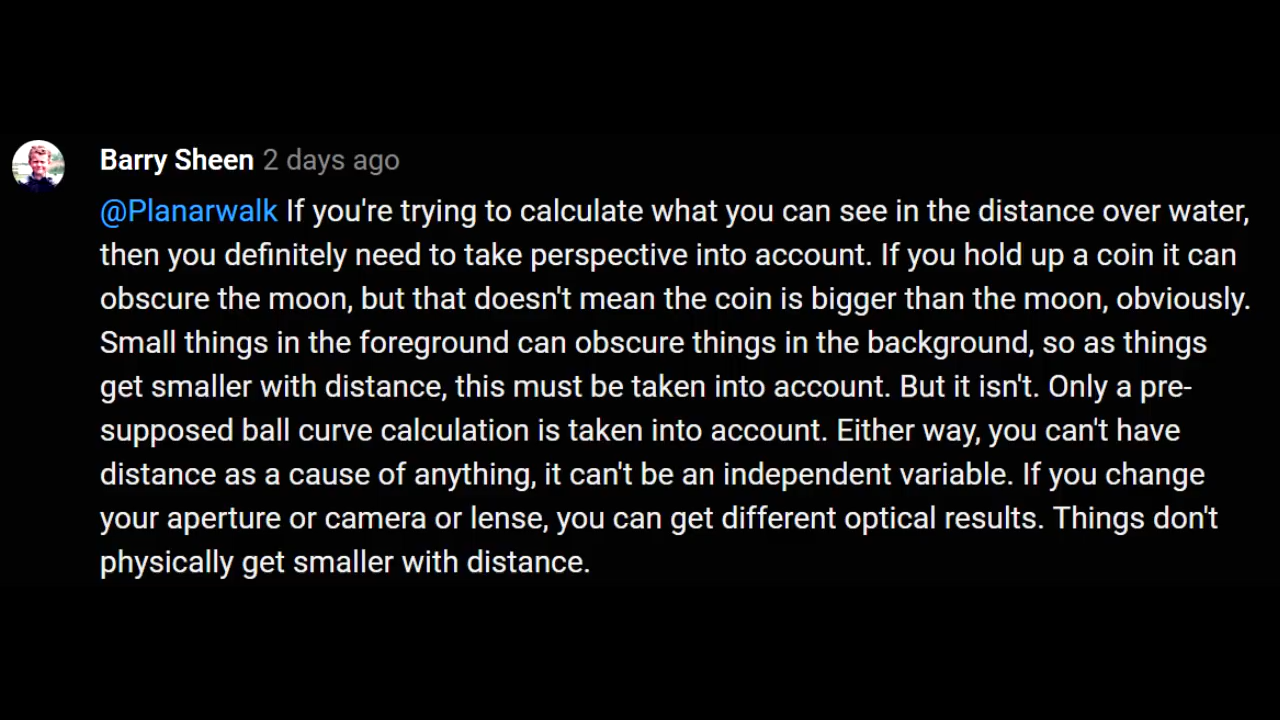 Barry Sheen 2 days ago
@Planarwalk If you're trying to calculate what you can see in the distance over water,
then you definitely need to take perspective into account. If you hold up a coin it can
obscure the moon, but that doesn't mean the coin is bigger than the moon, obviously.
Small things in the foreground can obscure things in the background, so as things
get smaller with distance, this must be taken into account. But it isn't. Only a pre-
supposed ball curve calculation is taken into account. Either way, you can't have
distance as a cause of anything, it can't be an independent variable. If you change
your aperture or camera or lense, you can get different optical results. Things don't
physically get smaller with distance.